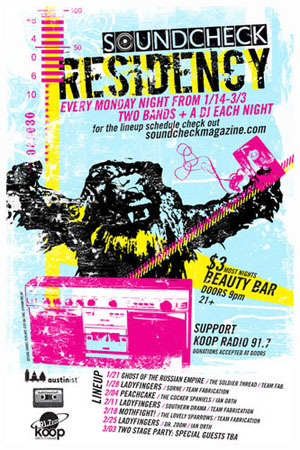 SOUNDCHECK
RESIDENCY
EVERY MONDAY NIGHT FROM 1/14-3/3
TWO BANDS + A DJ EACH NIGHT
for the lineup schedule check out
soundcheckmagazine.com
$3 MOST NIGHTS
BEAUTY BAR
DOORS 9pm
21+
SUPPORT
KOOP RADIO 91.7
DONATIONS ACCEPTED AT DOORS
austinist
koop
LINEUP
1/21 GHOST OF THE RUSSIAN EMPIRE / THE SOLDIER THREAD / TEAM FAB.
1/28 LADYFINGERS / SORNE / TEAM FABRICATION
2/04 PEACHCAKE / THE COCKER SPANIELS / IAN ORTH
2/11 LADYFINGERS / SOUTHERN DRAMA / TEAM FABRICATION
2/18 MOTHFIGHT! / THE LOVELY SPARROWS / TEAM FABRICATION
2/25 LADYFINGERS / DR. ZOOM / IAN ORTH
3/03 TWO STAGE PARTY: SPECIAL GUESTS TBA